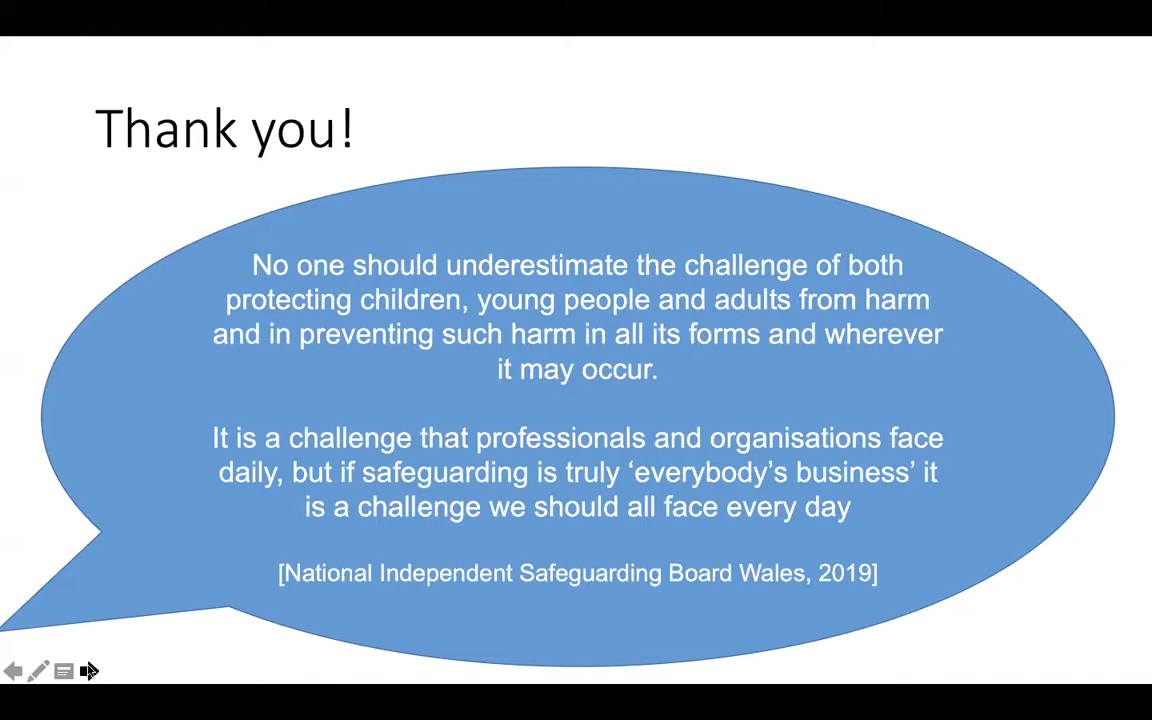 Thank you!
No one should underestimate the challenge of both
protecting children, young people and adults from harm
and in preventing such harm in all its forms and wherever
it may occur.
It is a challenge that professionals and organisations face
daily, but if safeguarding is truly ‘everybody’s business’ it
is a challenge we should all face every day
[National Independent Safeguarding Board Wales, 2019]